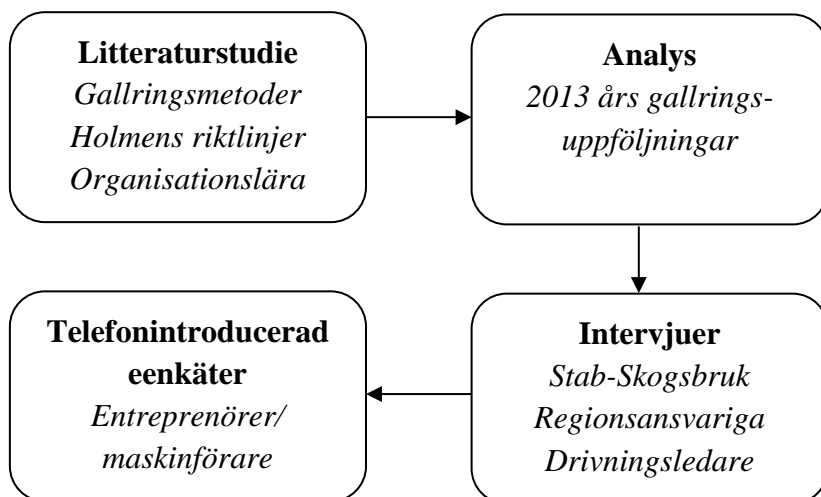 Litteraturstudie
Gallringsmetoder
Holmens riktlinjer
Organisationslära
Analys
2013 års gallrings-
uppföljningar
Intervjuer
Stab-Skogsbruk
Regionsansvariga
Drivningsledare
Telefonintroducerad
eenkäter
Entreprenörer/
maskinförare